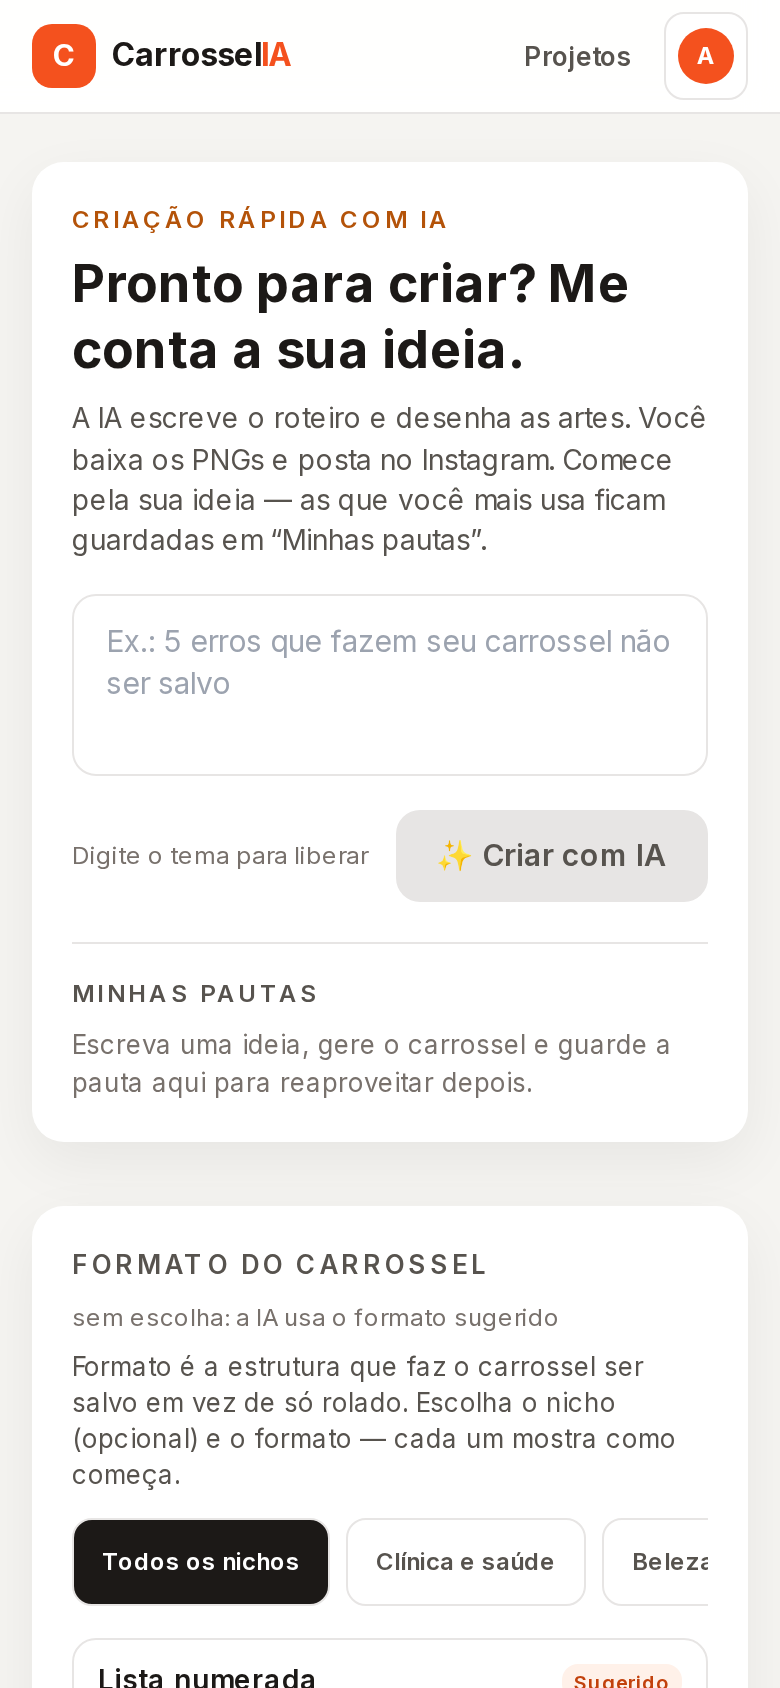 C CarrosselIA Projetos A
CRIAÇÃO RÁPIDA COM IA
Pronto para criar? Me
conta a sua ideia.
A IA escreve o roteiro e desenha as artes. Você
baixa os PNGs e posta no Instagram. Comece
pela sua ideia — as que você mais usa ficam
guardadas em “Minhas pautas”.
Ex.: 5 erros que fazem seu carrossel não
ser salvo
Digite o tema para liberar ✨ Criar com IA
MINHAS PAUTAS
Escreva uma ideia, gere o carrossel e guarde a
pauta aqui para reaproveitar depois.
FORMATO DO CARROSSEL
sem escolha: a IA usa o formato sugerido
Formato é a estrutura que faz o carrossel ser
salvo em vez de só rolado. Escolha o nicho
(opcional) e o formato — cada um mostra como
começa.
Todos os nichos Clínica e saúde Beleza
Lista numerada Sugerido